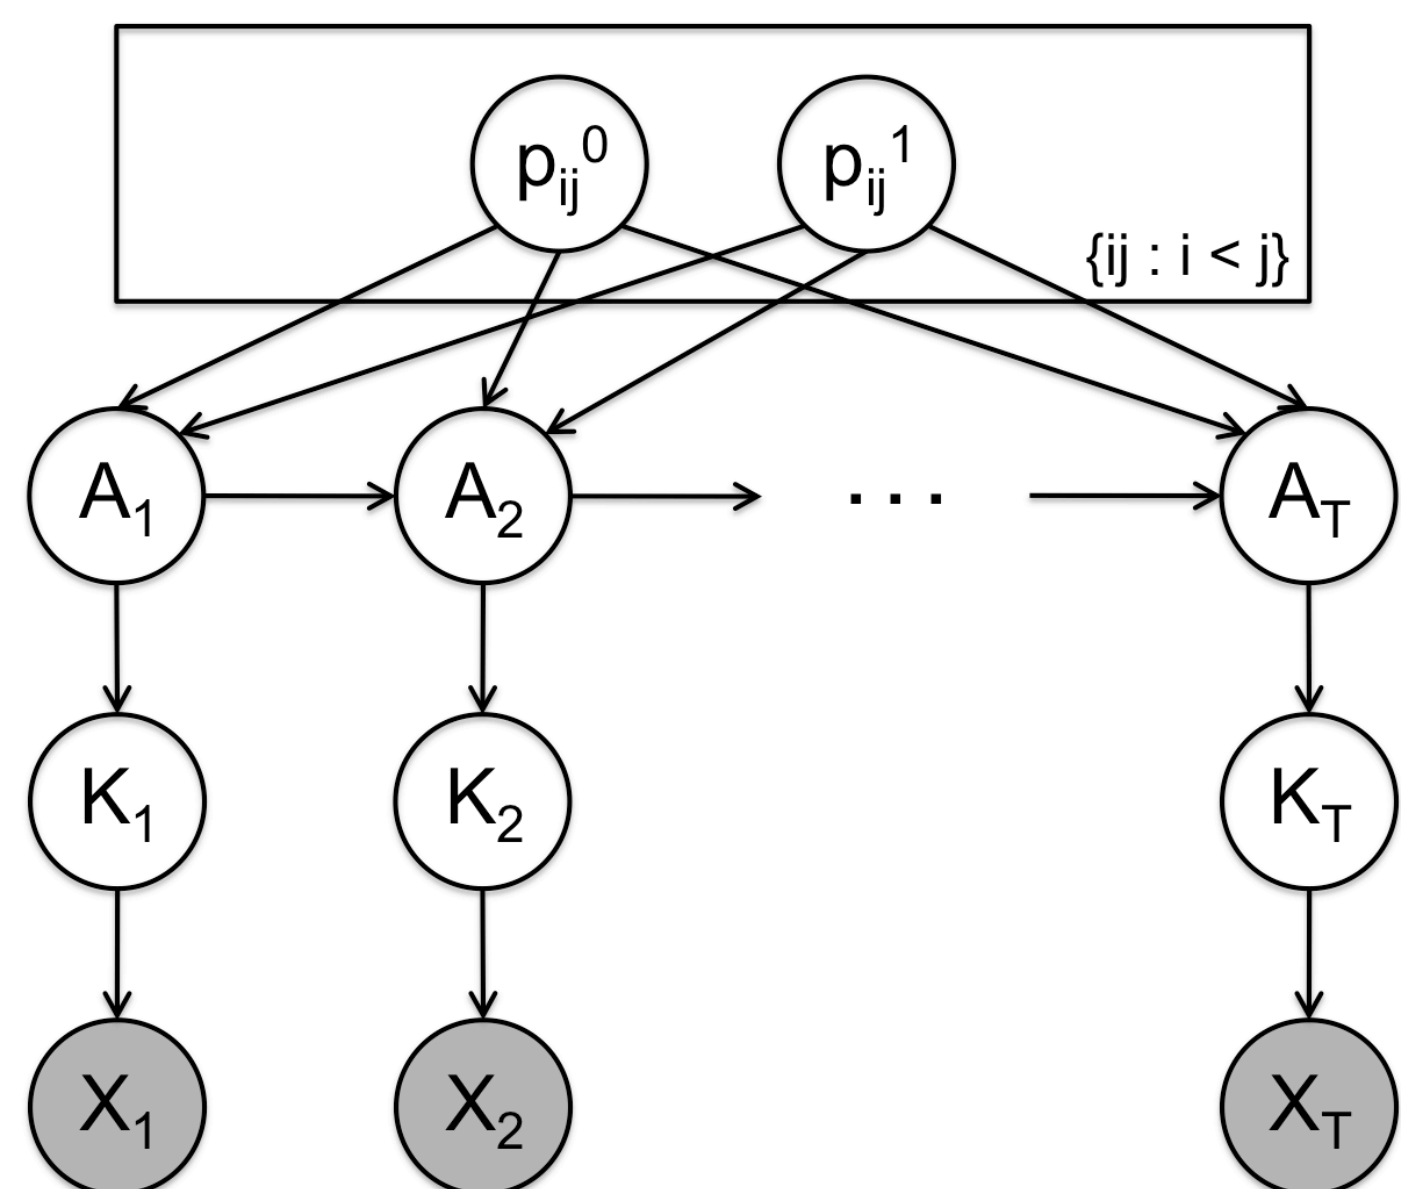 p_ij^0 p_ij^1
{ij : i < j}
A_1 A_2 . . . A_T
K_1 K_2 K_T
X_1 X_2 X_T